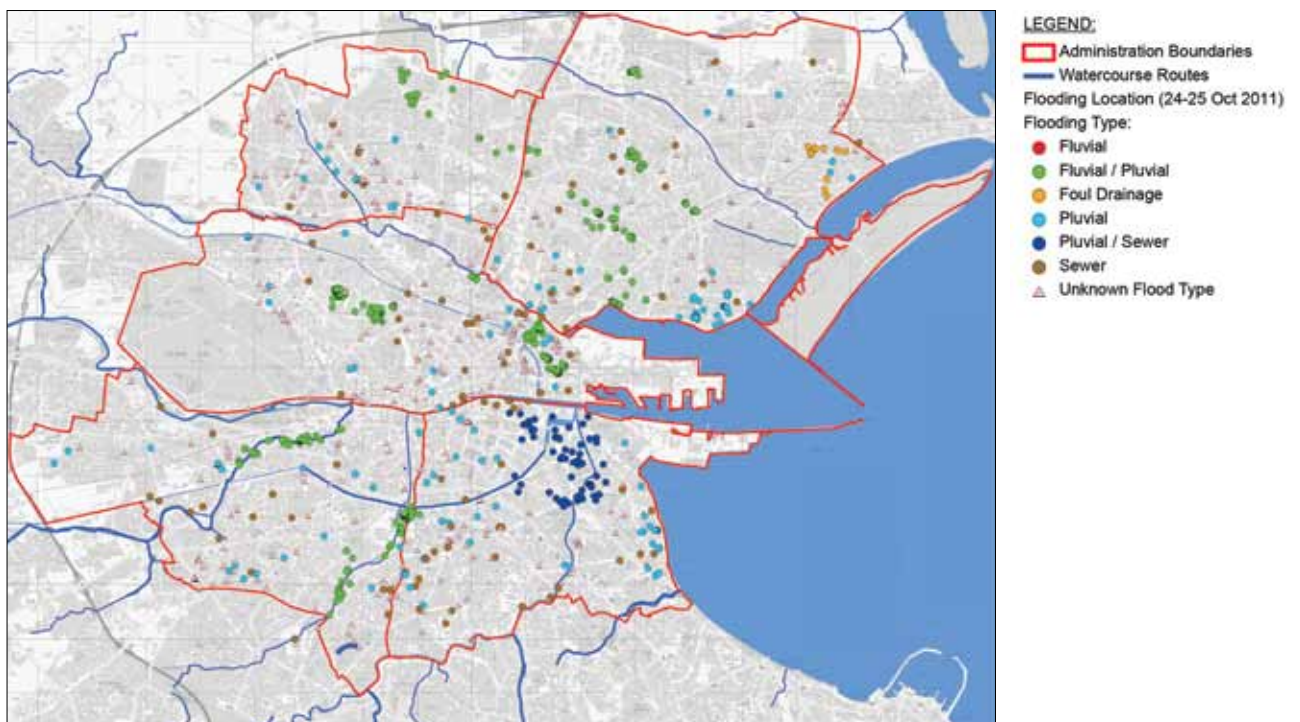 LEGEND:
Administration Boundaries
Watercourse Routes
Flooding Location (24-25 Oct 2011)
Flooding Type:
Fluvial
Fluvial / Pluvial
Foul Drainage
Pluvial
Pluvial / Sewer
Sewer
Unknown Flood Type